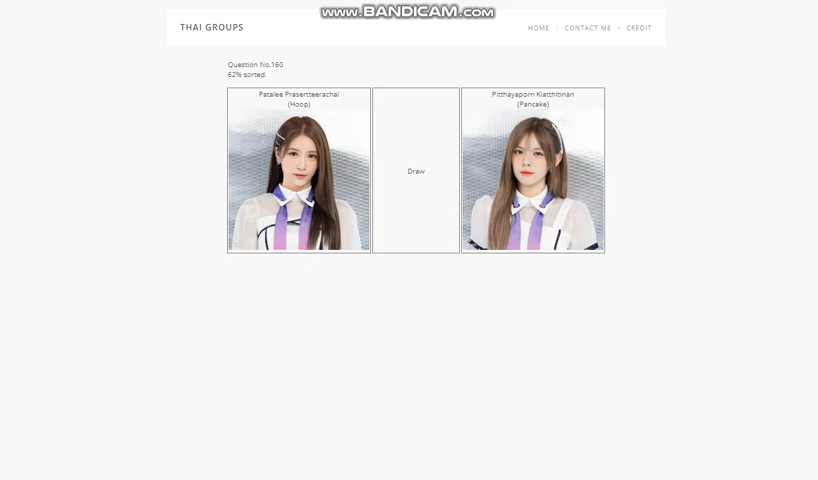 www.BANDICAM.com
THAI GROUPS
HOME / CONTACT ME / CREDIT
Question No.160
62% sorted.
Patalee Prasertteerachai
(Hoop)
Draw
Pitthayaporn Kiatthitinan
(Pancake)